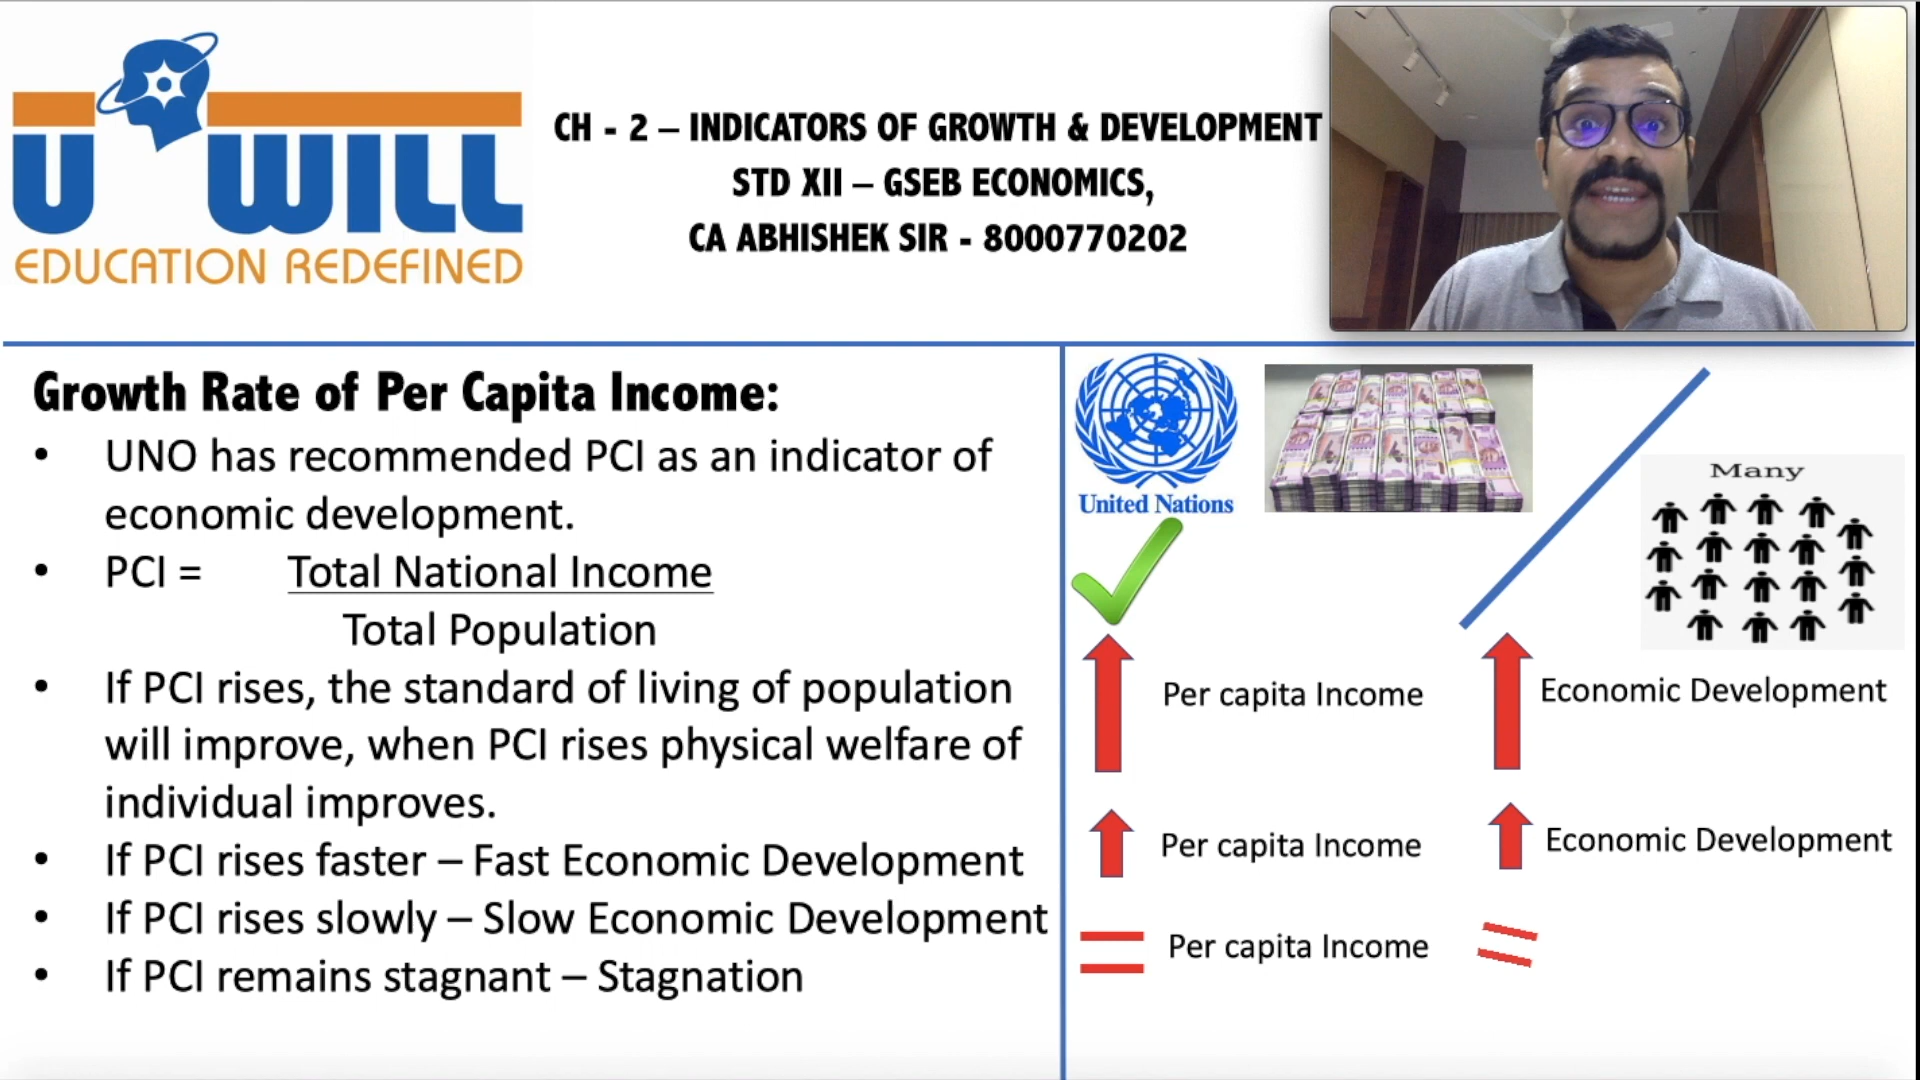 U WILL
EDUCATION REDEFINED
CH - 2 – INDICATORS OF GROWTH & DEVELOPMENT
STD XII – GSEB ECONOMICS,
CA ABHISHEK SIR - 8000770202
Growth Rate of Per Capita Income:
• UNO has recommended PCI as an indicator of
economic development.
• PCI = Total National Income
Total Population
• If PCI rises, the standard of living of population
will improve, when PCI rises physical welfare of
individual improves.
• If PCI rises faster – Fast Economic Development
• If PCI rises slowly – Slow Economic Development
• If PCI remains stagnant – Stagnation
United Nations
Many
Per capita Income
Economic Development
Per capita Income
Economic Development
Per capita Income